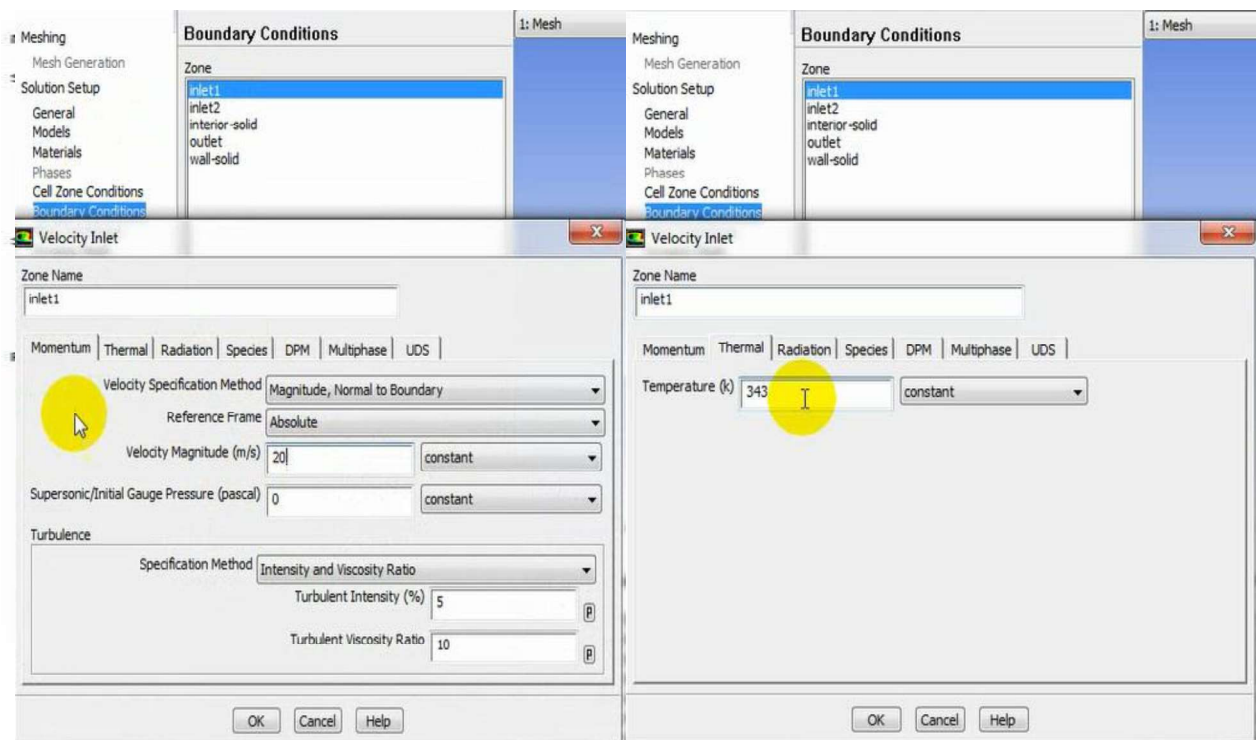 Meshing
Mesh Generation
Solution Setup
General
Models
Materials
Phases
Cell Zone Conditions
Boundary Conditions
Boundary Conditions
Zone
inlet1
inlet2
interior-solid
outlet
wall-solid
1: Mesh
Velocity Inlet
Zone Name
inlet1
Momentum Thermal Radiation Species DPM Multiphase UDS
Velocity Specification Method Magnitude, Normal to Boundary
Reference Frame Absolute
Velocity Magnitude (m/s) 20 constant
Supersonic/Initial Gauge Pressure (pascal) 0 constant
Turbulence
Specification Method Intensity and Viscosity Ratio
Turbulent Intensity (%) 5 P
Turbulent Viscosity Ratio 10 P
OK Cancel Help
Meshing
Mesh Generation
Solution Setup
General
Models
Materials
Phases
Cell Zone Conditions
Boundary Conditions
Boundary Conditions
Zone
inlet1
inlet2
interior-solid
outlet
wall-solid
1: Mesh
Velocity Inlet
Zone Name
inlet1
Momentum Thermal Radiation Species DPM Multiphase UDS
Temperature (k) 343 constant
OK Cancel Help